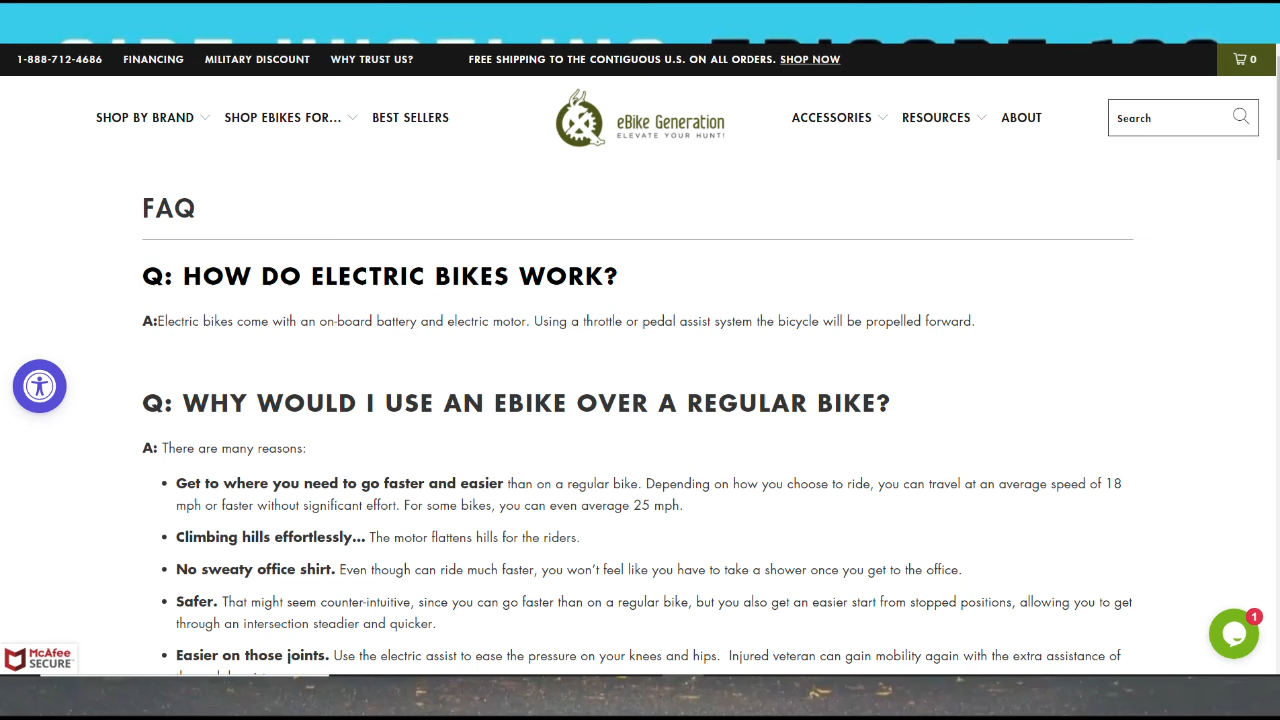 1-888-712-4686 FINANCING MILITARY DISCOUNT WHY TRUST US? FREE SHIPPING TO THE CONTIGUOUS U.S. ON ALL ORDERS. SHOP NOW 0
SHOP BY BRAND SHOP EBIKES FOR... BEST SELLERS eBike Generation ACCESSORIES RESOURCES ABOUT Search
ELEVATE YOUR HUNT!
FAQ
Q: HOW DO ELECTRIC BIKES WORK?
A:Electric bikes come with an on-board battery and electric motor. Using a throttle or pedal assist system the bicycle will be propelled forward.
Q: WHY WOULD I USE AN EBIKE OVER A REGULAR BIKE?
A: There are many reasons:
• Get to where you need to go faster and easier than on a regular bike. Depending on how you choose to ride, you can travel at an average speed of 18
mph or faster without significant effort. For some bikes, you can even average 25 mph.
• Climbing hills effortlessly... The motor flattens hills for the riders.
• No sweaty office shirt. Even though can ride much faster, you won't feel like you have to take a shower once you get to the office.
• Safer. That might seem counter-intuitive, since you can go faster than on a regular bike, but you also get an easier start from stopped positions, allowing you to get
through an intersection steadier and quicker.
• Easier on those joints. Use the electric assist to ease the pressure on your knees and hips. Injured veteran can gain mobility again with the extra assistance of
1
McAfee
SECURE